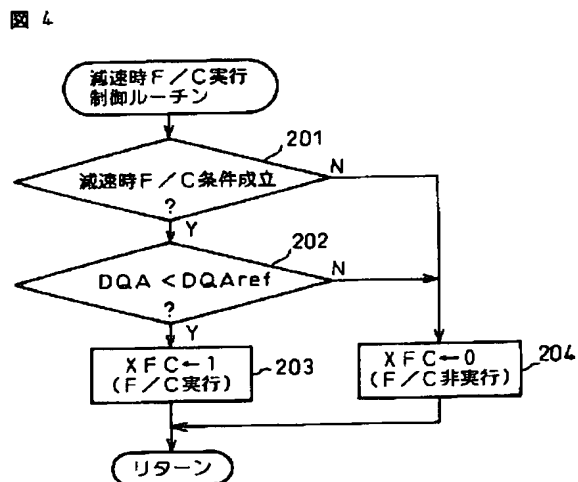 図 4
減速時F/C実行
制御ルーチン
201
減速時F/C条件成立
?
N
Y
202
DQA<DQAref
?
N
Y
XFC←1
(F/C実行)
203
XFC←0
(F/C非実行)
204
リターン